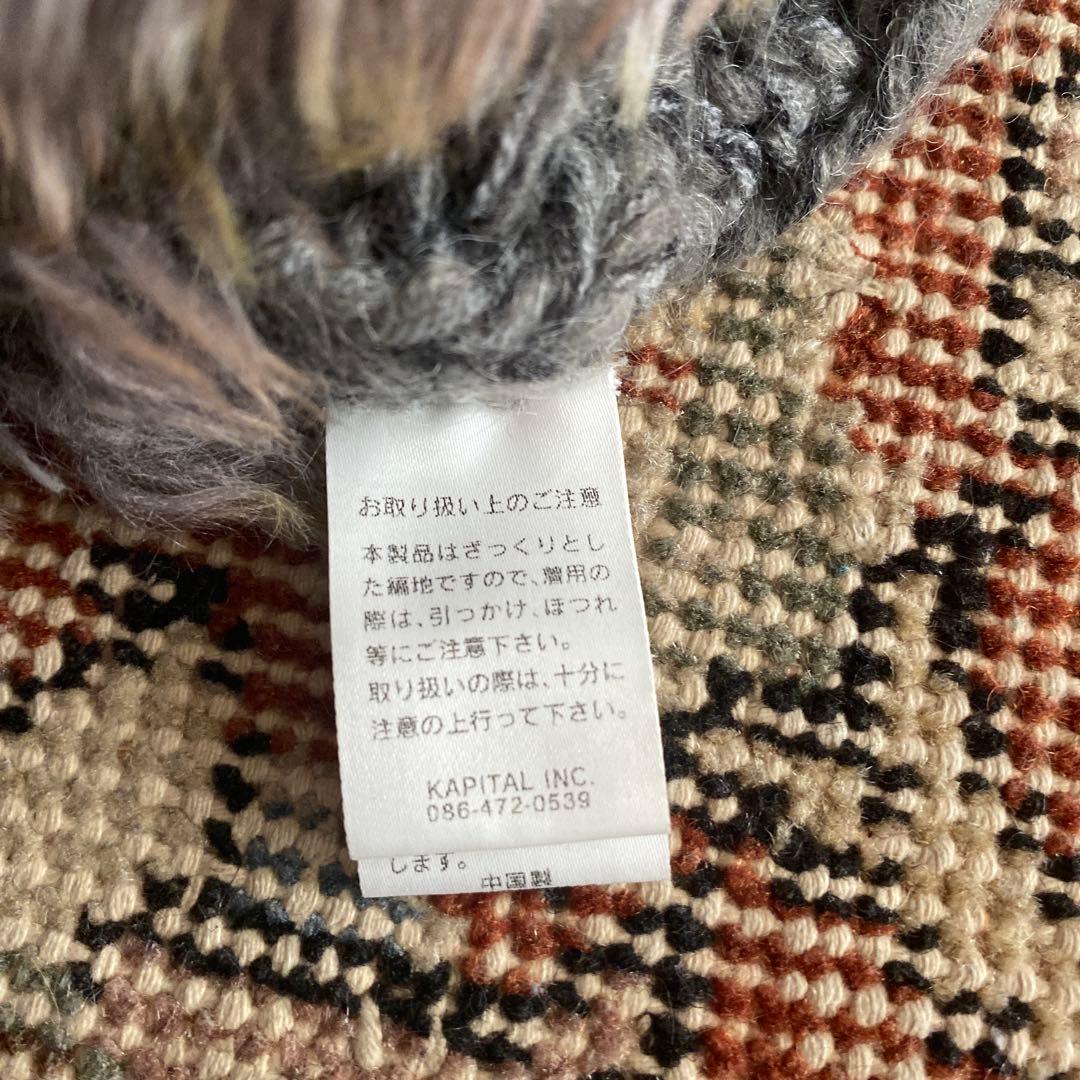 お取り扱い上のご注意
本製品はざっくりとし
た編地ですので、着用の
際は、引っかけ、ほつれ
等にご注意下さい。
取り扱いの際は、十分に
注意の上行って下さい。
KAPITAL INC.
086-472-0539
します。